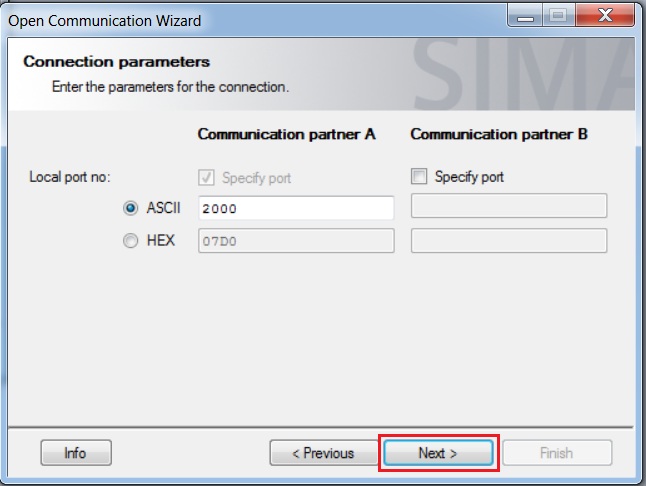 Open Communication Wizard
Connection parameters
Enter the parameters for the connection.
SIMA
Communication partner A Communication partner B
Local port no: Specify port Specify port
ASCII 2000
HEX 07D0
Info < Previous Next > Finish